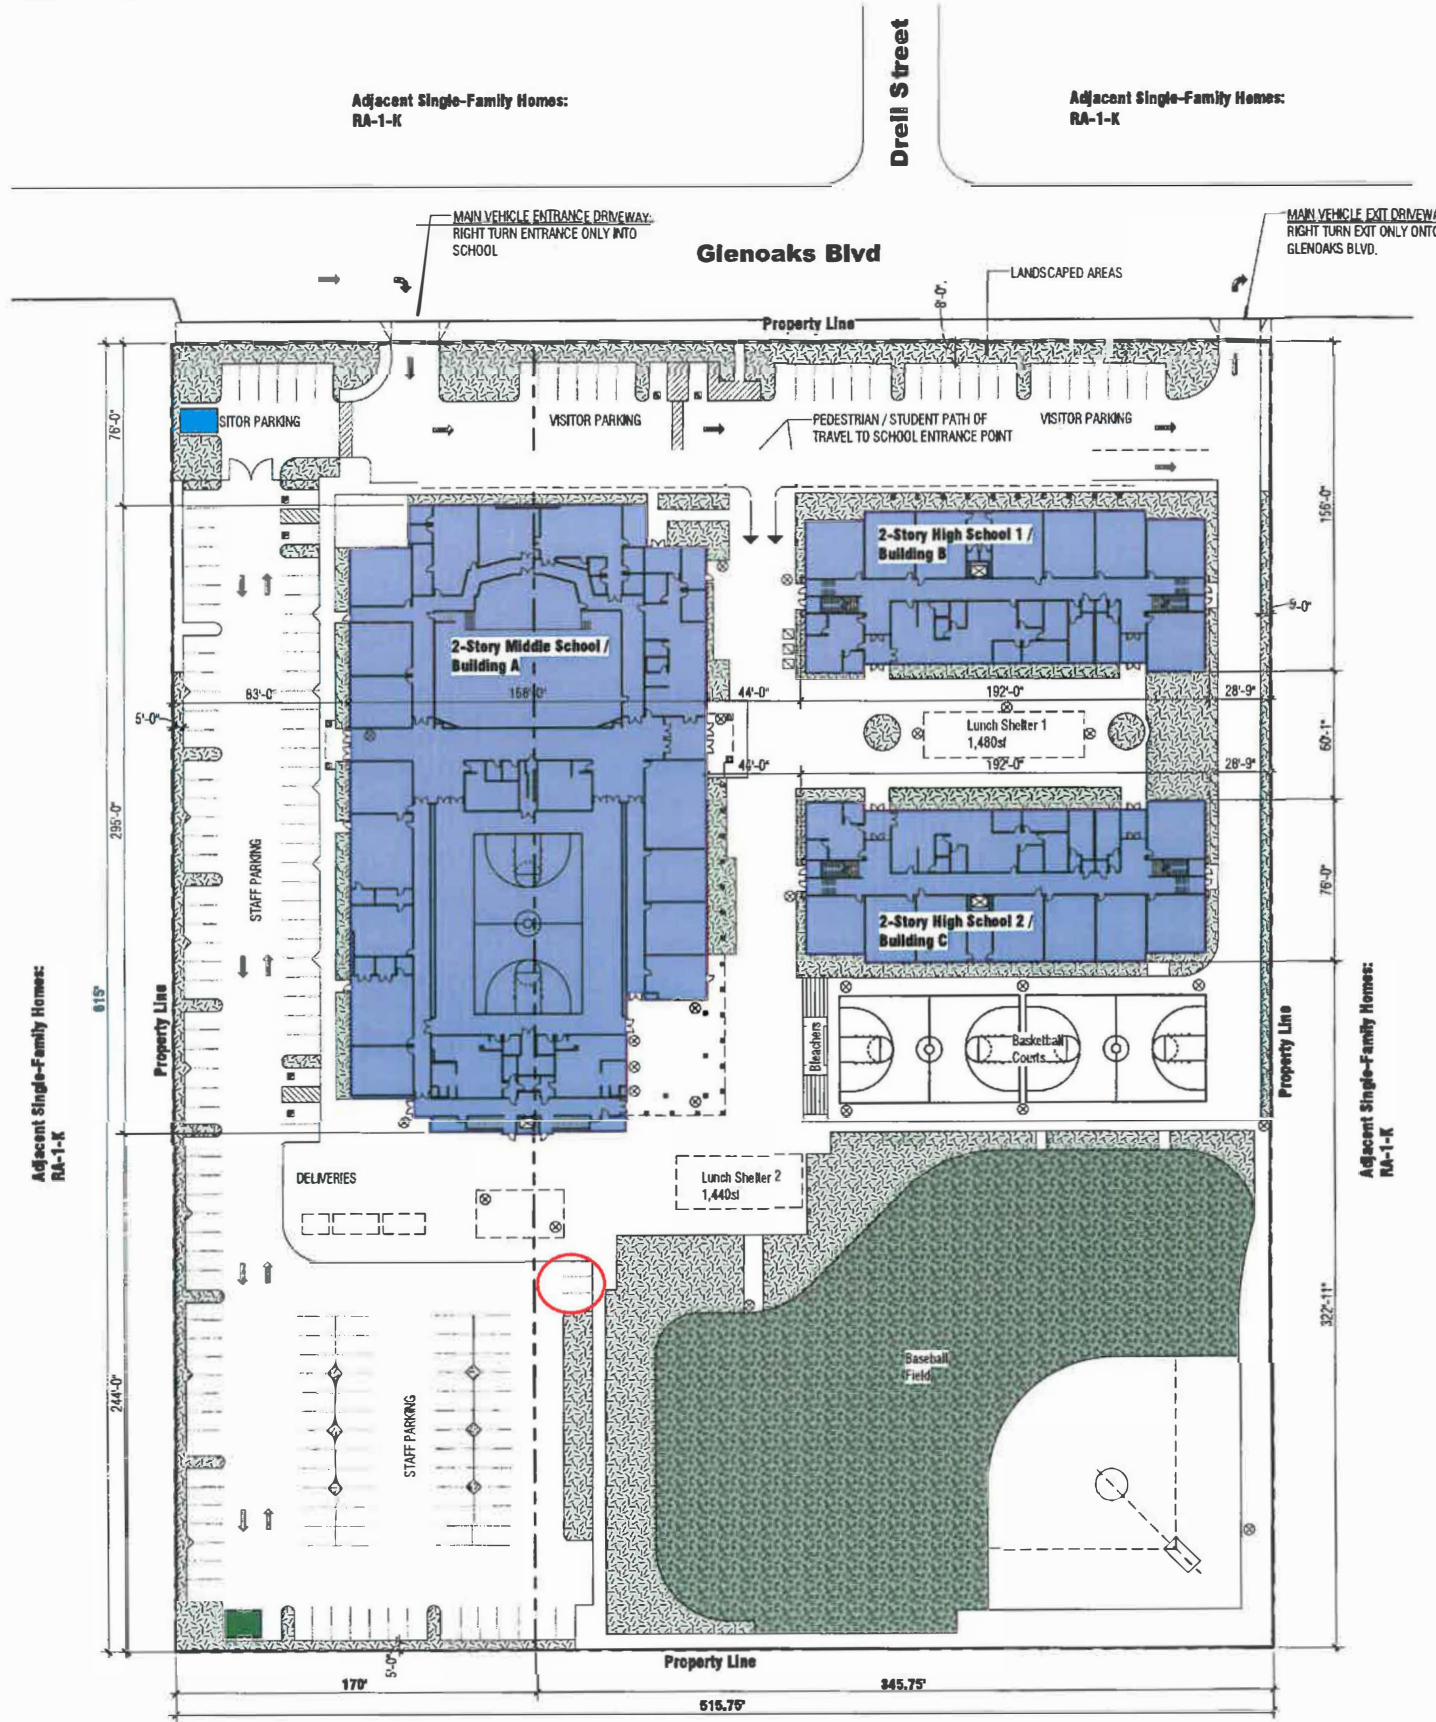 Drell Street
Adjacent Single-Family Homes:
RA-1-K
Adjacent Single-Family Homes:
RA-1-K
MAIN VEHICLE ENTRANCE DRIVEWAY:
RIGHT TURN ENTRANCE ONLY INTO
SCHOOL
MAIN VEHICLE EXIT DRIVEWA
RIGHT TURN EXIT ONLY ONTO
GLENOAKS BLVD.
Glenoaks Blvd
LANDSCAPED AREAS
8'-0"
Property Line
76'-0"
SITOR PARKING
VISITOR PARKING
PEDESTRIAN / STUDENT PATH OF
TRAVEL TO SCHOOL ENTRANCE POINT
VISITOR PARKING
156'-0"
2-Story High School 1 /
Building B
2-Story Middle School /
Building A
83'-0"
158'-0"
44'-0"
192'-0"
28'-9"
5'-0"
Lunch Shelter 1
1,480sf
60'-1"
192'-0"
28'-9"
295'-0"
STAFF PARKING
76'-0"
2-Story High School 2 /
Building C
615'
Property Line
Adjacent Single-Family Homes:
RA-1-K
Bleachers
Basketball
Courts
Property Line
Adjacent Single-Family Homes:
RA-1-K
DELIVERIES
Lunch Shelter 2
1,440sf
322'-11"
Baseball
Field
244'-0"
STAFF PARKING
5'-0"
Property Line
170'
345.75'
515.75'